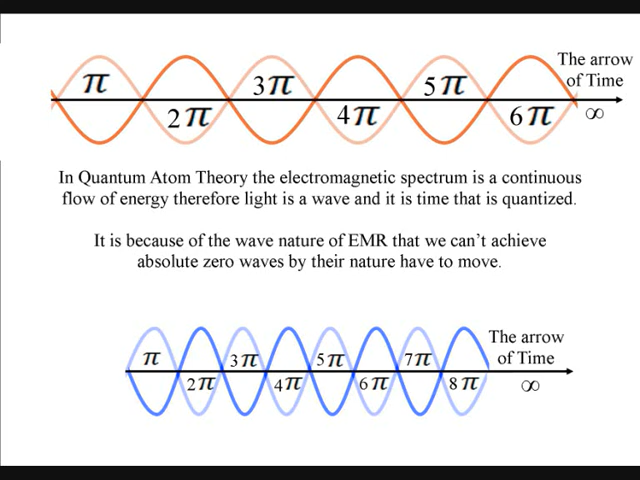 The arrow
of Time
π
3π
5π
2π
4π
6π
∞
In Quantum Atom Theory the electromagnetic spectrum is a continuous
flow of energy therefore light is a wave and it is time that is quantized.
It is because of the wave nature of EMR that we can't achieve
absolute zero waves by their nature have to move.
The arrow
of Time
π
3π
5π
7π
2π
4π
6π
8π
∞